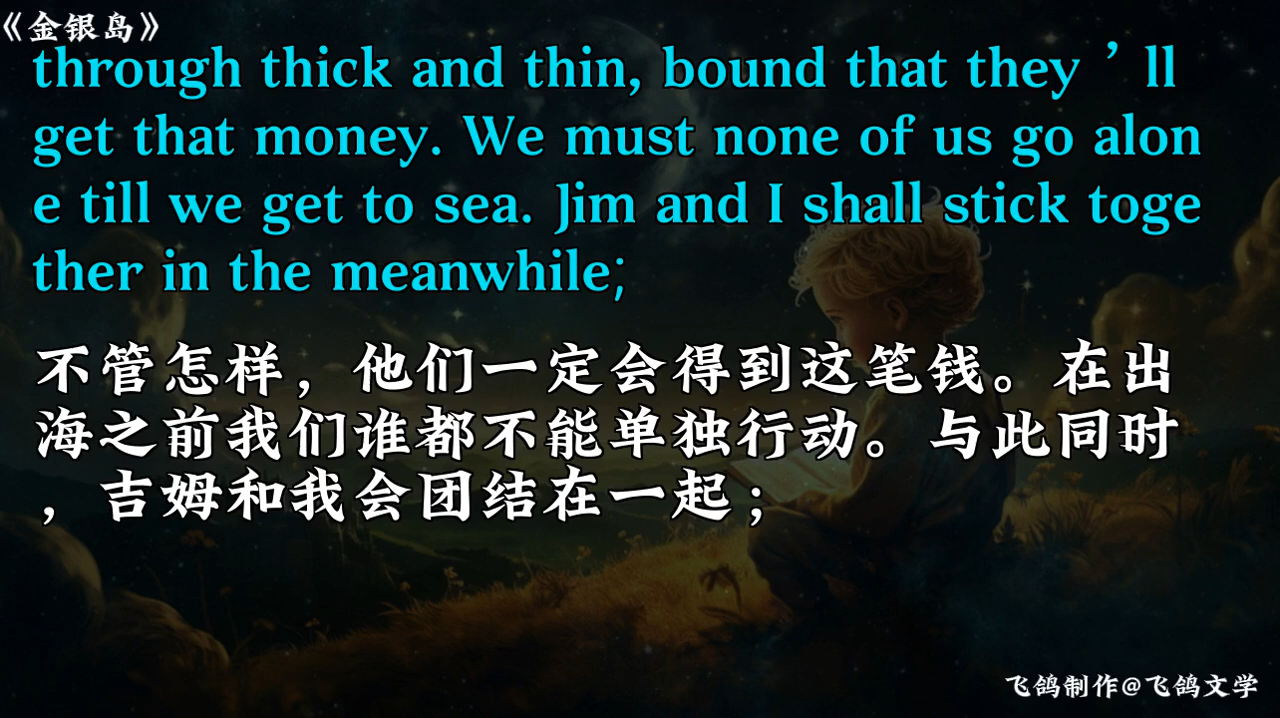 《金银岛》
through thick and thin, bound that they ’ ll
get that money. We must none of us go alon
e till we get to sea. Jim and I shall stick toge
ther in the meanwhile;
不管怎样，他们一定会得到这笔钱。在出
海之前我们谁都不能单独行动。与此同时
，吉姆和我会团结在一起；
飞鸽制作@飞鸽文学